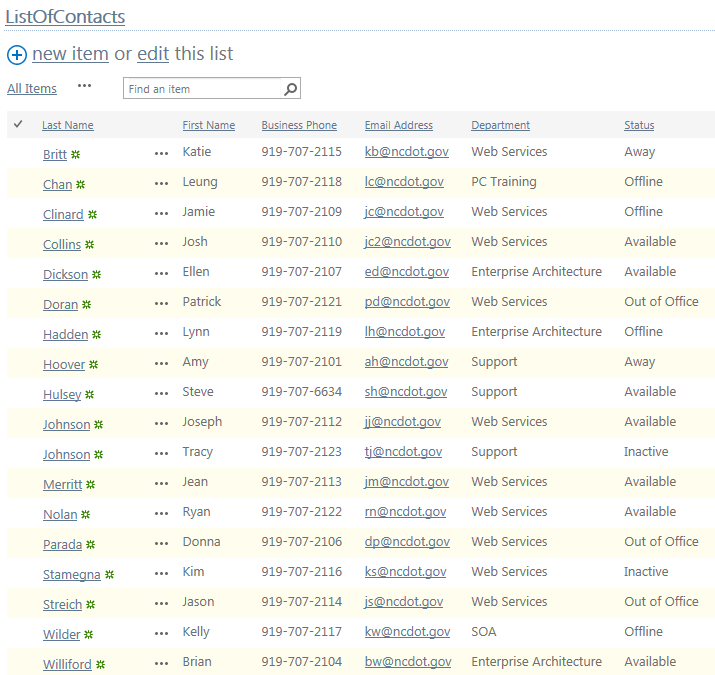 ListOfContacts
new item or edit this list
All Items ••• Find an item
Last Name First Name Business Phone Email Address Department Status
Britt ••• Katie 919-707-2115 kb@ncdot.gov Web Services Away
Chan ••• Leung 919-707-2118 lc@ncdot.gov PC Training Offline
Clinard ••• Jamie 919-707-2109 jc@ncdot.gov Web Services Offline
Collins ••• Josh 919-707-2110 jc2@ncdot.gov Web Services Available
Dickson ••• Ellen 919-707-2107 ed@ncdot.gov Enterprise Architecture Available
Doran ••• Patrick 919-707-2121 pd@ncdot.gov Web Services Out of Office
Hadden ••• Lynn 919-707-2119 lh@ncdot.gov Enterprise Architecture Offline
Hoover ••• Amy 919-707-2101 ah@ncdot.gov Support Away
Hulsey ••• Steve 919-707-6634 sh@ncdot.gov Support Available
Johnson ••• Joseph 919-707-2112 jj@ncdot.gov Web Services Available
Johnson ••• Tracy 919-707-2123 tj@ncdot.gov Support Inactive
Merritt ••• Jean 919-707-2113 jm@ncdot.gov Web Services Available
Nolan ••• Ryan 919-707-2122 rn@ncdot.gov Web Services Available
Parada ••• Donna 919-707-2106 dp@ncdot.gov Web Services Out of Office
Stamegna ••• Kim 919-707-2116 ks@ncdot.gov Web Services Inactive
Streich ••• Jason 919-707-2114 js@ncdot.gov Web Services Out of Office
Wilder ••• Kelly 919-707-2117 kw@ncdot.gov SOA Offline
Williford ••• Brian 919-707-2104 bw@ncdot.gov Enterprise Architecture Available